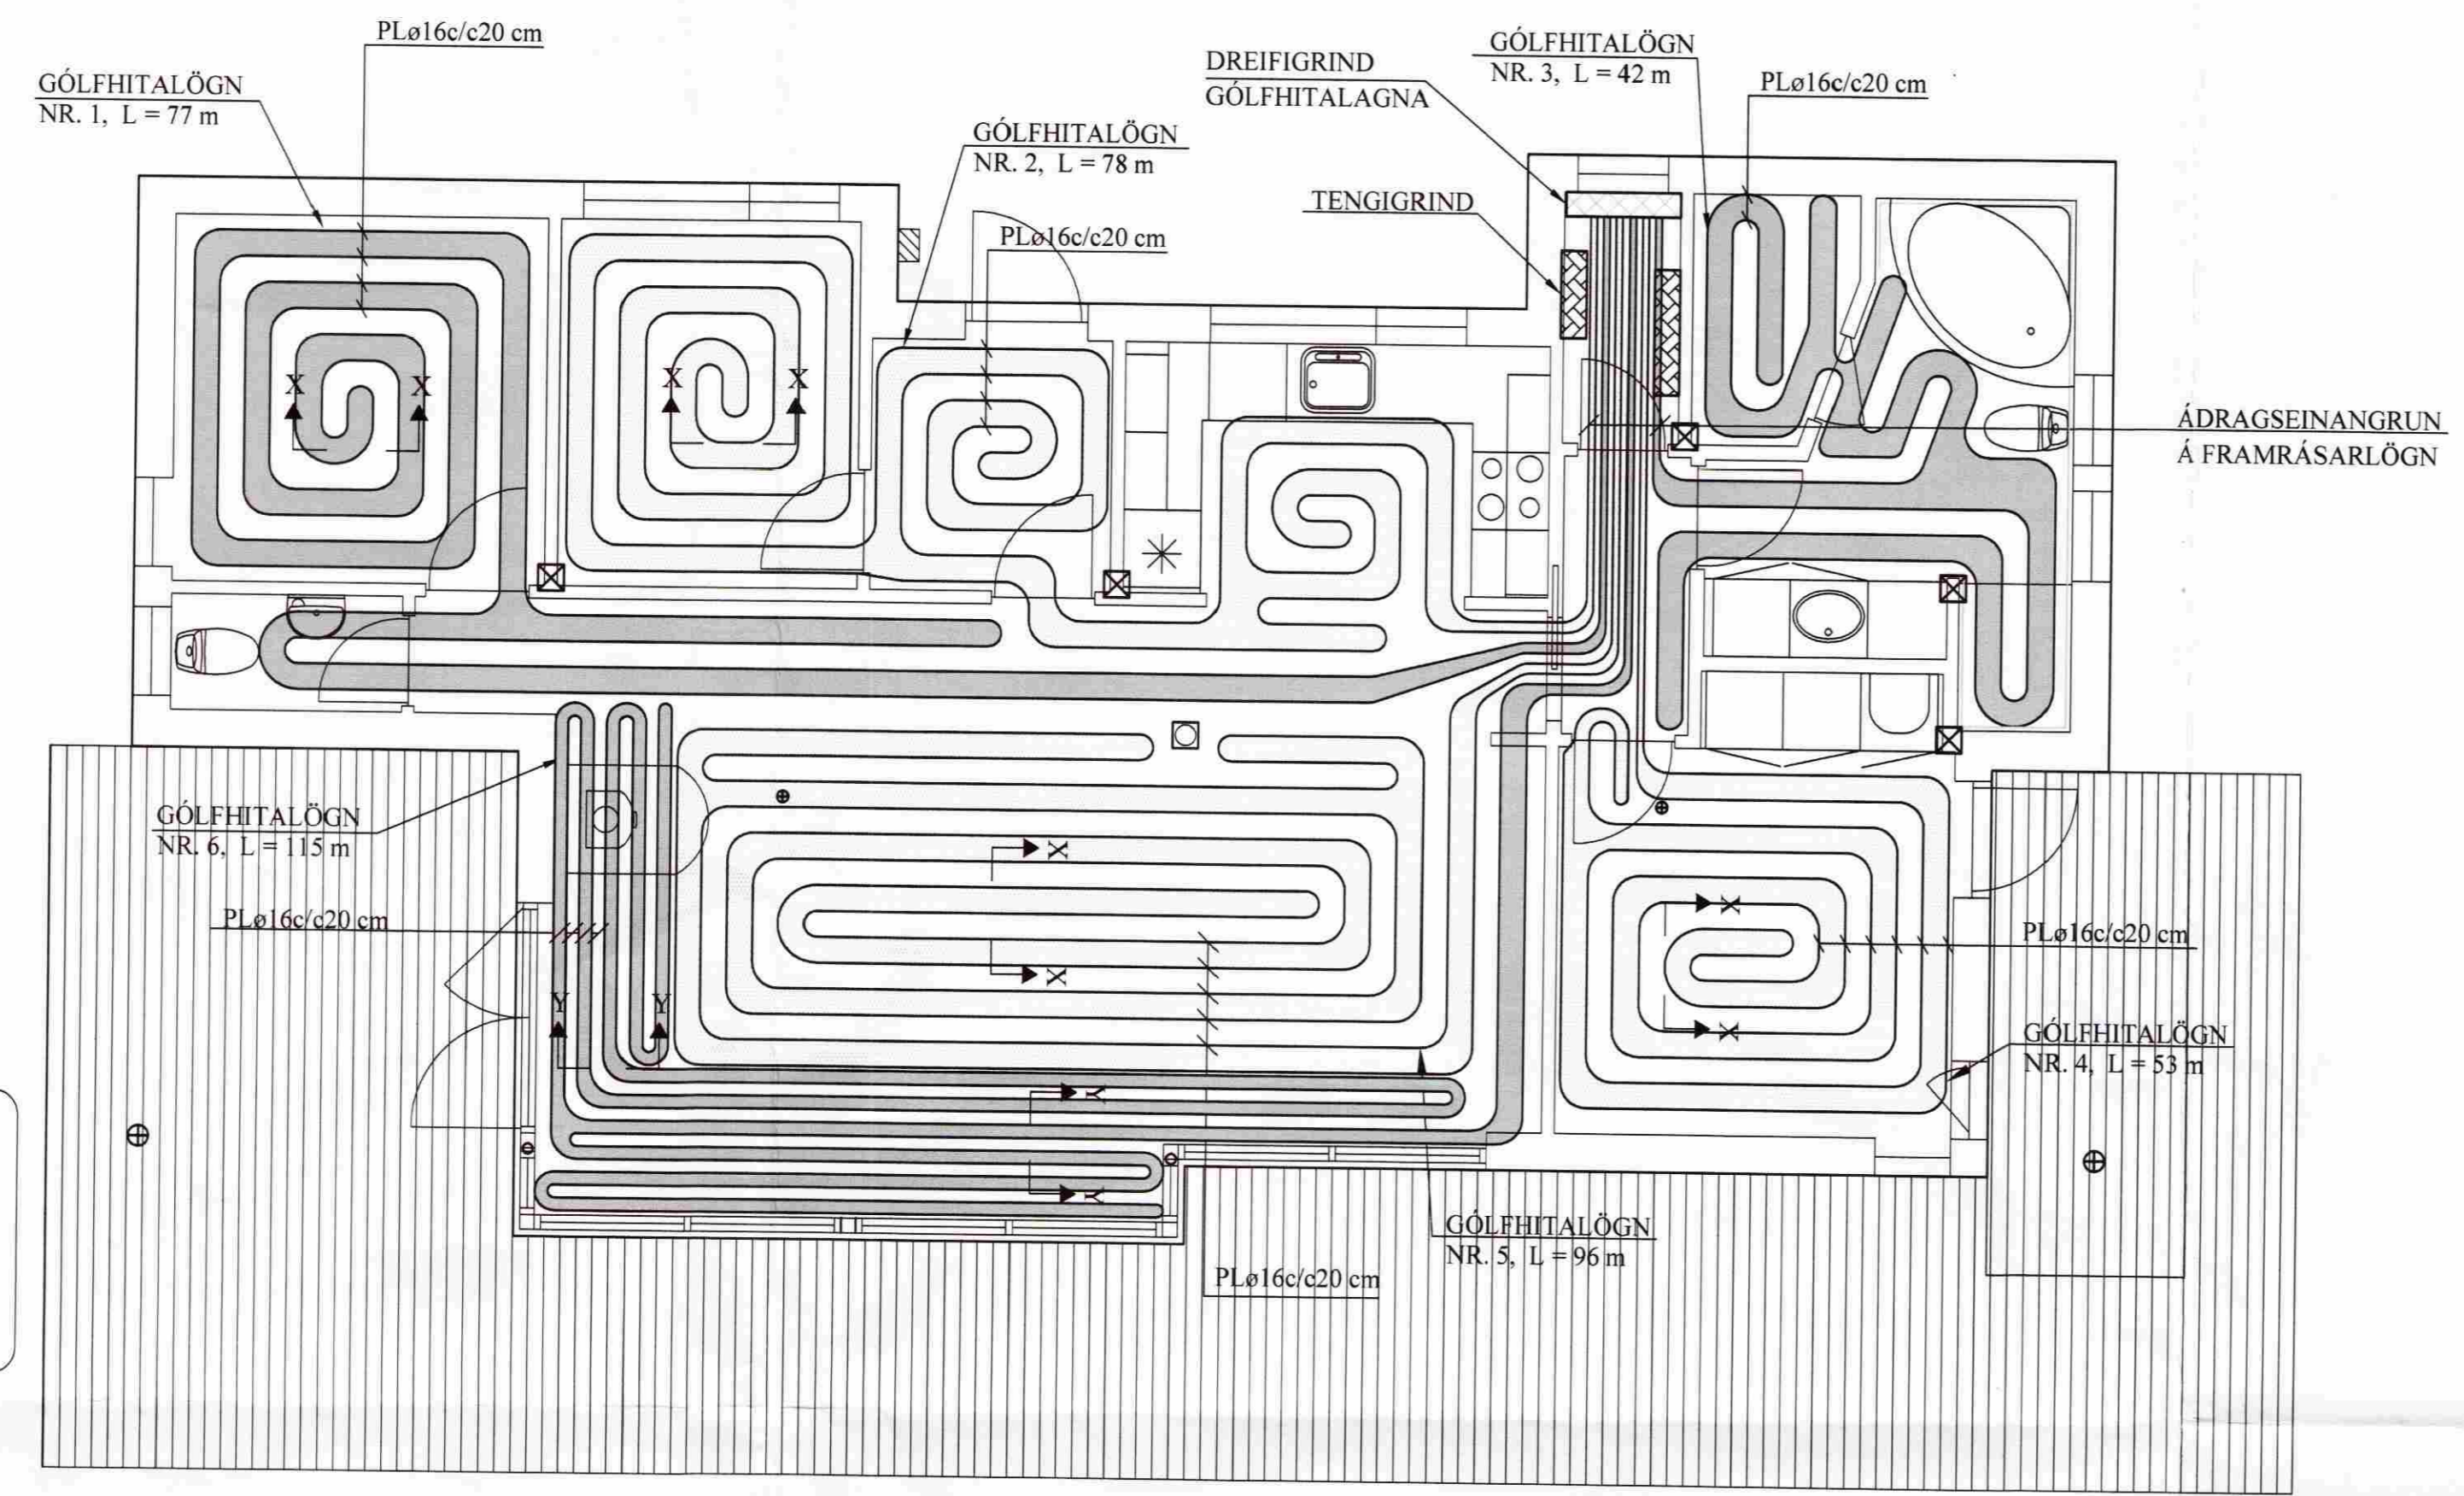 PLø16c/c20 cm
GÓLFHITALÖGN
NR. 1, L = 77 m
DREIFIGRIND
GÓLFHITALAGNA
GÓLFHITALÖGN
NR. 3, L = 42 m
PLø16c/c20 cm
GÓLFHITALÖGN
NR. 2, L = 78 m
TENGIGRIND
PLø16c/c20 cm
X X
X X
ÁDRAGSEINANGRUN
Á FRAMRÁSARLÖGN
GÓLFHITALÖGN
NR. 6, L = 115 m
X
X
PLø16c/c20 cm
X
X
PLø16c/c20 cm
Y Y
GÓLFHITALÖGN
NR. 4, L = 53 m
Y
Y
GÓLFHITALÖGN
NR. 5, L = 96 m
PLø16c/c20 cm